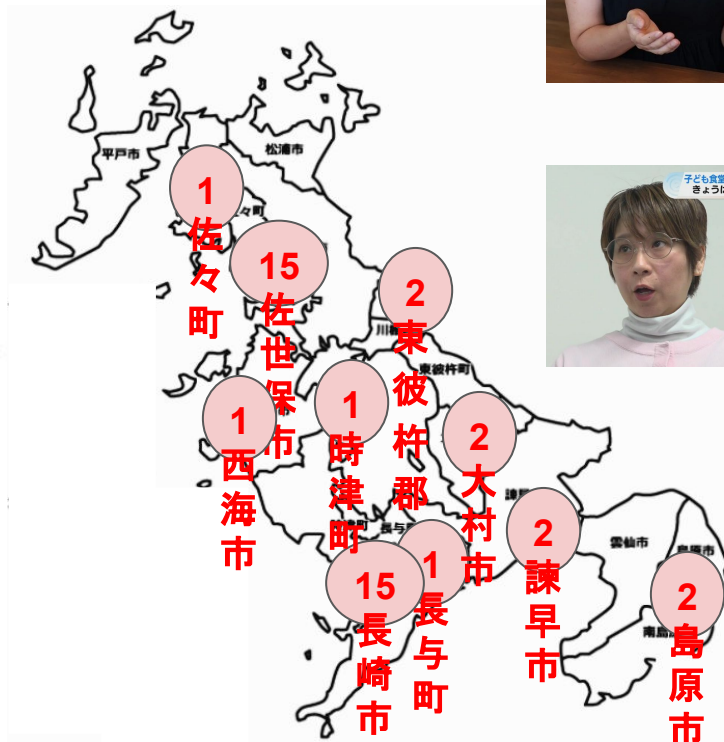 子ども食堂
きょうは
平戸市
松浦市
1
佐々町
15
佐世保市
2
東彼杵郡
東彼杵町
1
西海市
1
時津町
2
大村市
2
諫早市
雲仙市
島原市
15
長崎市
1
長与町
2
島原市